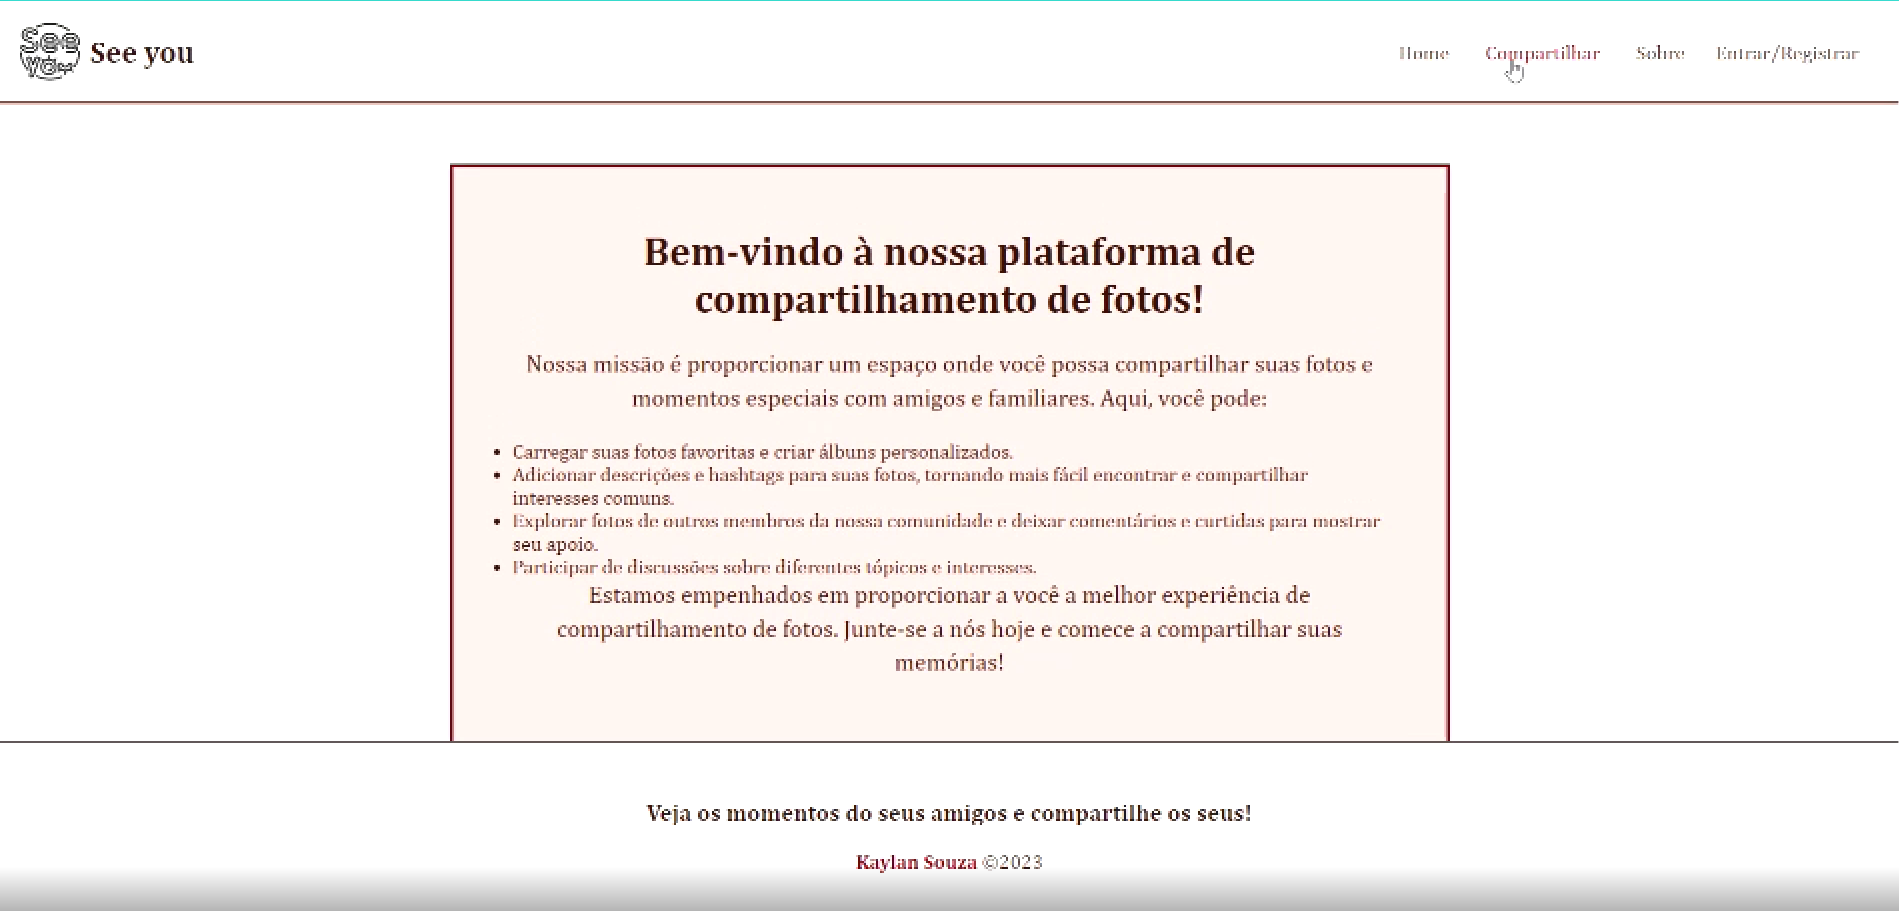 See you
See you
Home Compartilhar Sobre Entrar/Registrar
Bem-vindo à nossa plataforma de
compartilhamento de fotos!
Nossa missão é proporcionar um espaço onde você possa compartilhar suas fotos e
momentos especiais com amigos e familiares. Aqui, você pode:
• Carregar suas fotos favoritas e criar álbuns personalizados.
• Adicionar descrições e hashtags para suas fotos, tornando mais fácil encontrar e compartilhar
interesses comuns.
• Explorar fotos de outros membros da nossa comunidade e deixar comentários e curtidas para mostrar
seu apoio.
• Participar de discussões sobre diferentes tópicos e interesses.
Estamos empenhados em proporcionar a você a melhor experiência de
compartilhamento de fotos. Junte-se a nós hoje e comece a compartilhar suas
memórias!
Veja os momentos do seus amigos e compartilhe os seus!
Kaylan Souza ©2023